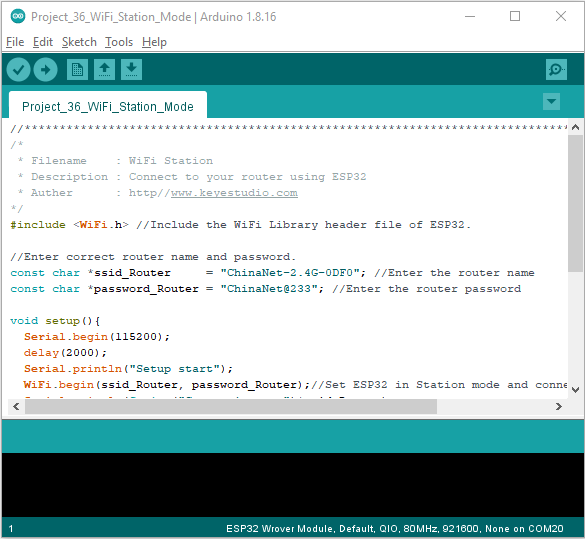 Project_36_WiFi_Station_Mode | Arduino 1.8.16
File Edit Sketch Tools Help
Project_36_WiFi_Station_Mode
//******************************************************************************
/*
 * Filename    : WiFi Station
 * Description : Connect to your router using ESP32
 * Auther      : http//www.keyestudio.com
*/
#include <WiFi.h> //Include the WiFi Library header file of ESP32.
//Enter correct router name and password.
const char *ssid_Router     = "ChinaNet-2.4G-0DF0"; //Enter the router name
const char *password_Router = "ChinaNet@233"; //Enter the router password
void setup(){
  Serial.begin(115200);
  delay(2000);
  Serial.println("Setup start");
  WiFi.begin(ssid_Router, password_Router);//Set ESP32 in Station mode and conne
1
ESP32 Wrover Module, Default, QIO, 80MHz, 921600, None on COM20